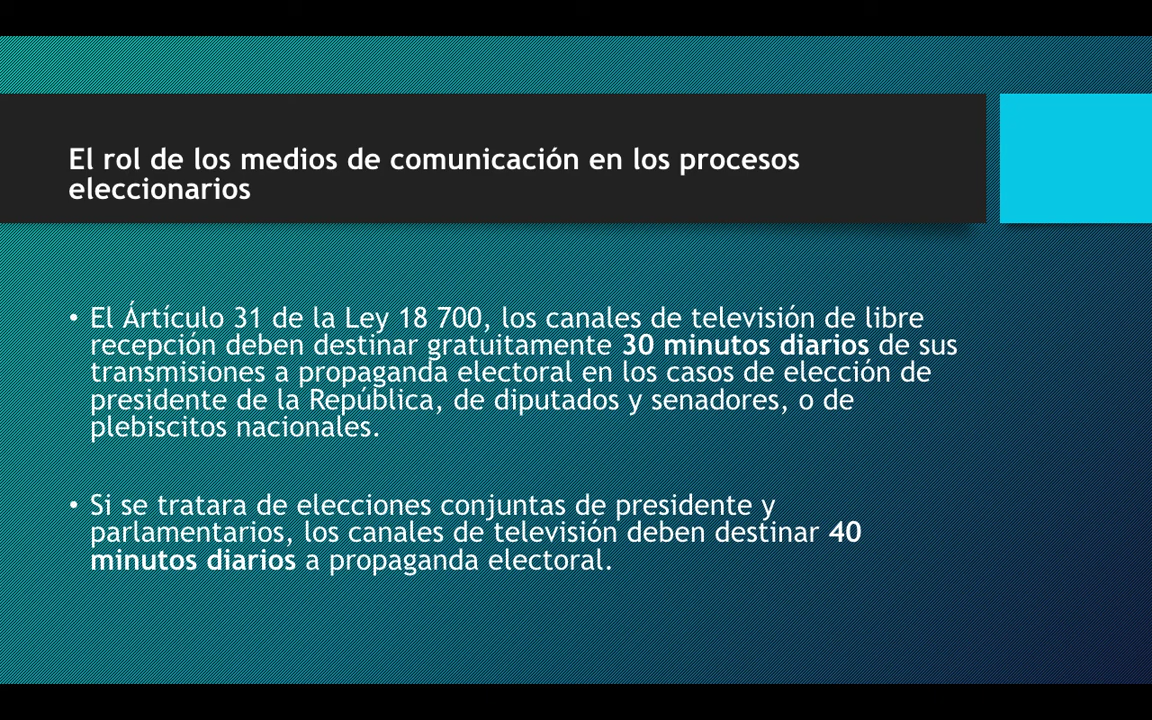 El rol de los medios de comunicación en los procesos
eleccionarios
• El Ártículo 31 de la Ley 18 700, los canales de televisión de libre
recepción deben destinar gratuitamente 30 minutos diarios de sus
transmisiones a propaganda electoral en los casos de elección de
presidente de la República, de diputados y senadores, o de
plebiscitos nacionales.
• Si se tratara de elecciones conjuntas de presidente y
parlamentarios, los canales de televisión deben destinar 40
minutos diarios a propaganda electoral.